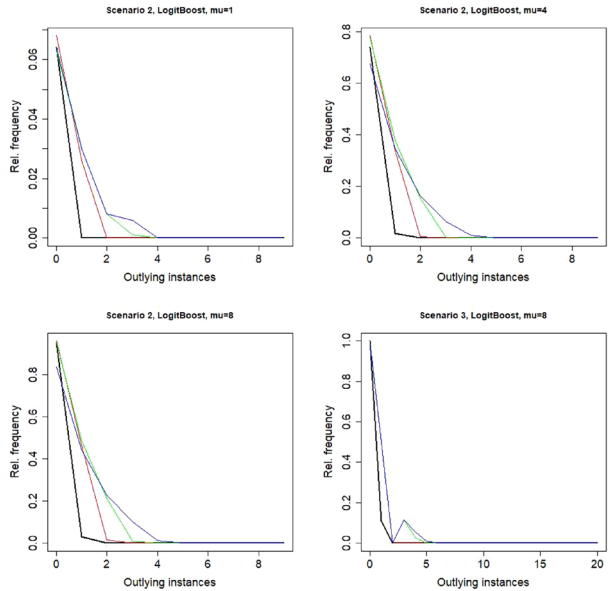 Scenario 2, LogitBoost, mu=1
Rel. frequency
0.00 0.02 0.04 0.06
0 2 4 6 8
Outlying instances
Scenario 2, LogitBoost, mu=4
Rel. frequency
0.0 0.2 0.4 0.6 0.8
0 2 4 6 8
Outlying instances
Scenario 2, LogitBoost, mu=8
Rel. frequency
0.0 0.2 0.4 0.6 0.8
0 2 4 6 8
Outlying instances
Scenario 3, LogitBoost, mu=8
Rel. frequency
0.0 0.2 0.4 0.6 0.8 1.0
0 5 10 15 20
Outlying instances